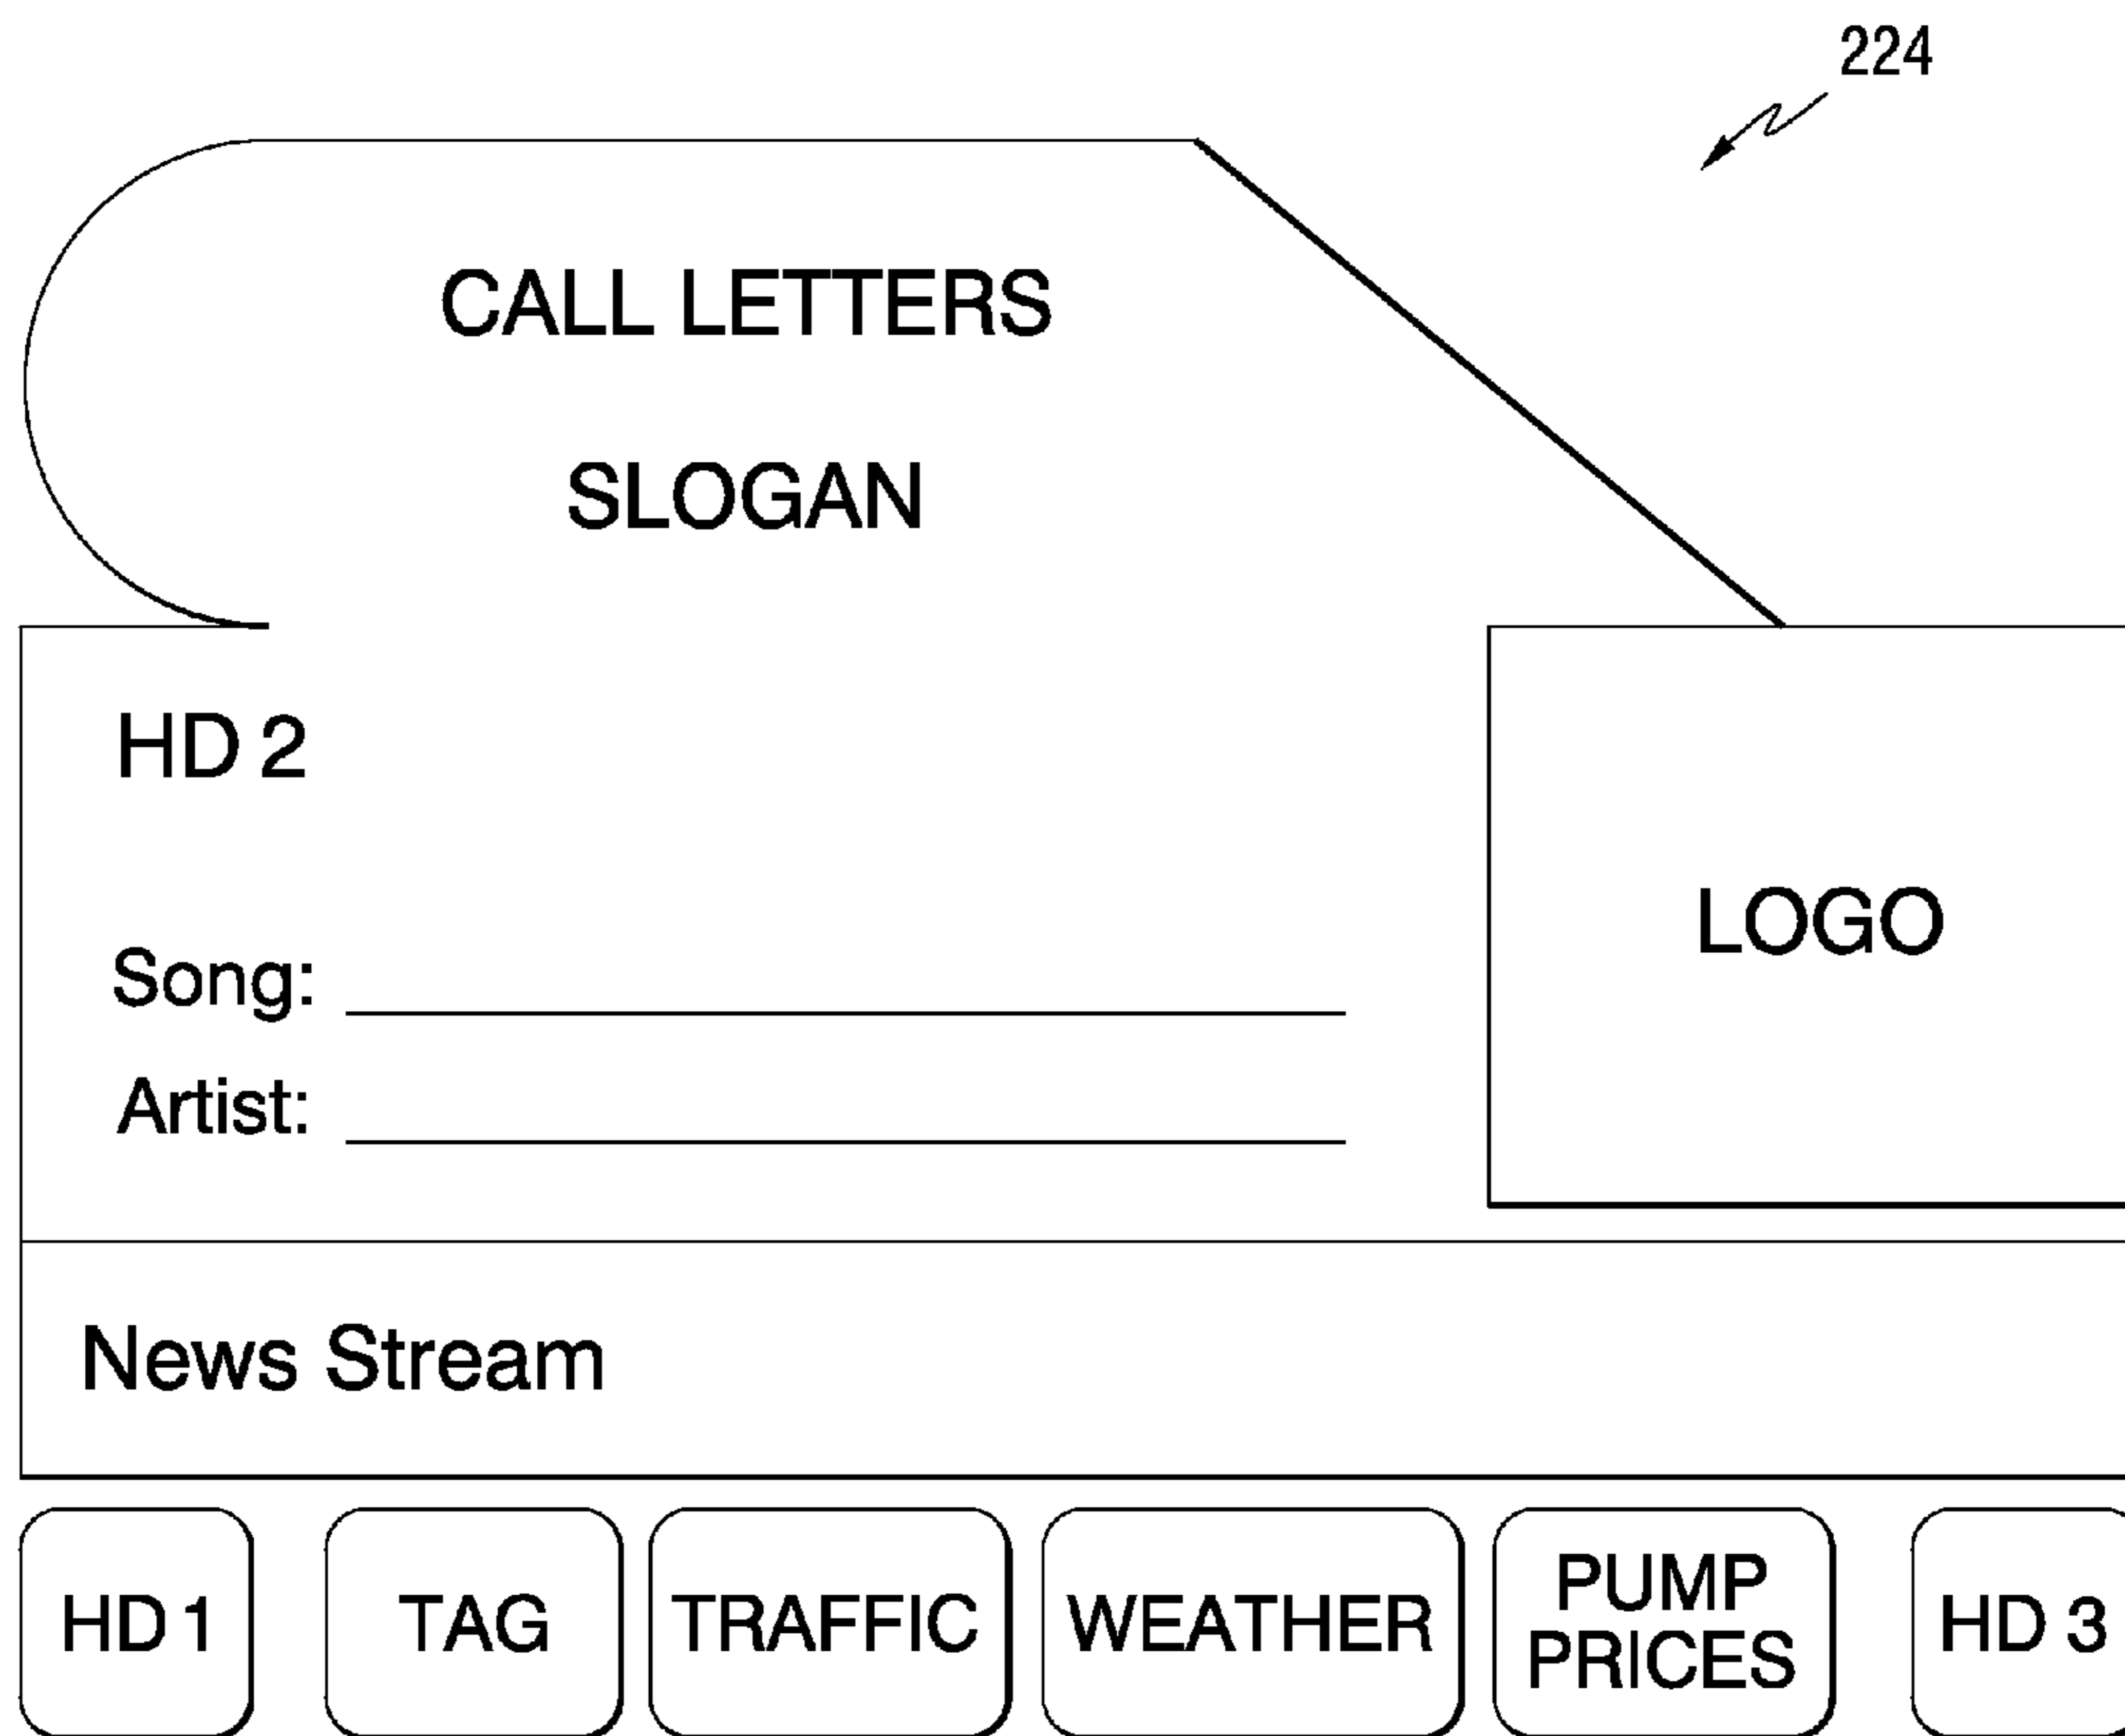 224
CALL LETTERS
SLOGAN
HD 2
LOGO
Song:
Artist:
News Stream
HD 1
TAG
TRAFFIC
WEATHER
PUMP
PRICES
HD 3